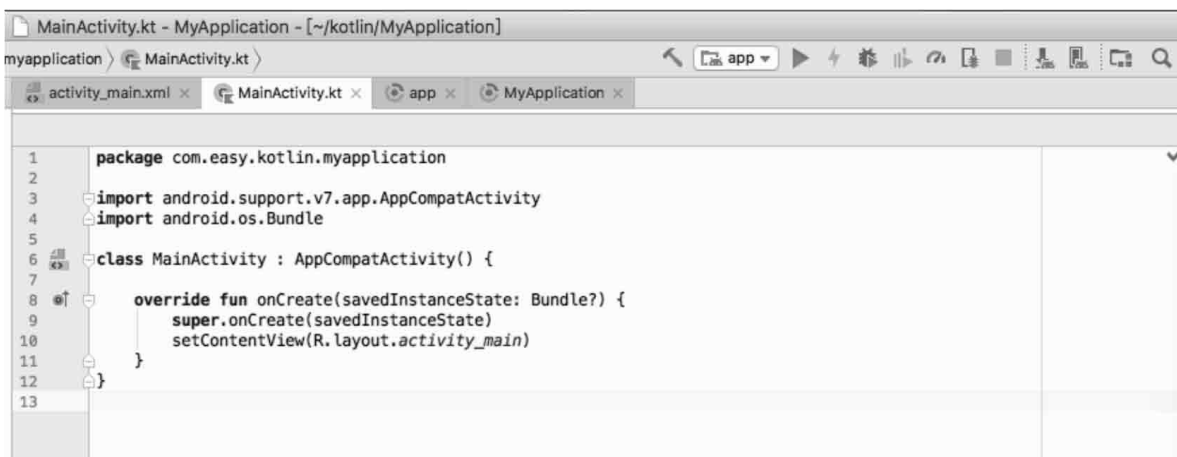 MainActivity.kt - MyApplication - [~/kotlin/MyApplication]
myapplication MainActivity.kt app
activity_main.xml MainActivity.kt app MyApplication
1 package com.easy.kotlin.myapplication
2
3 import android.support.v7.app.AppCompatActivity
4 import android.os.Bundle
5
6 class MainActivity : AppCompatActivity() {
7
8 override fun onCreate(savedInstanceState: Bundle?) {
9 super.onCreate(savedInstanceState)
10 setContentView(R.layout.activity_main)
11 }
12 }
13